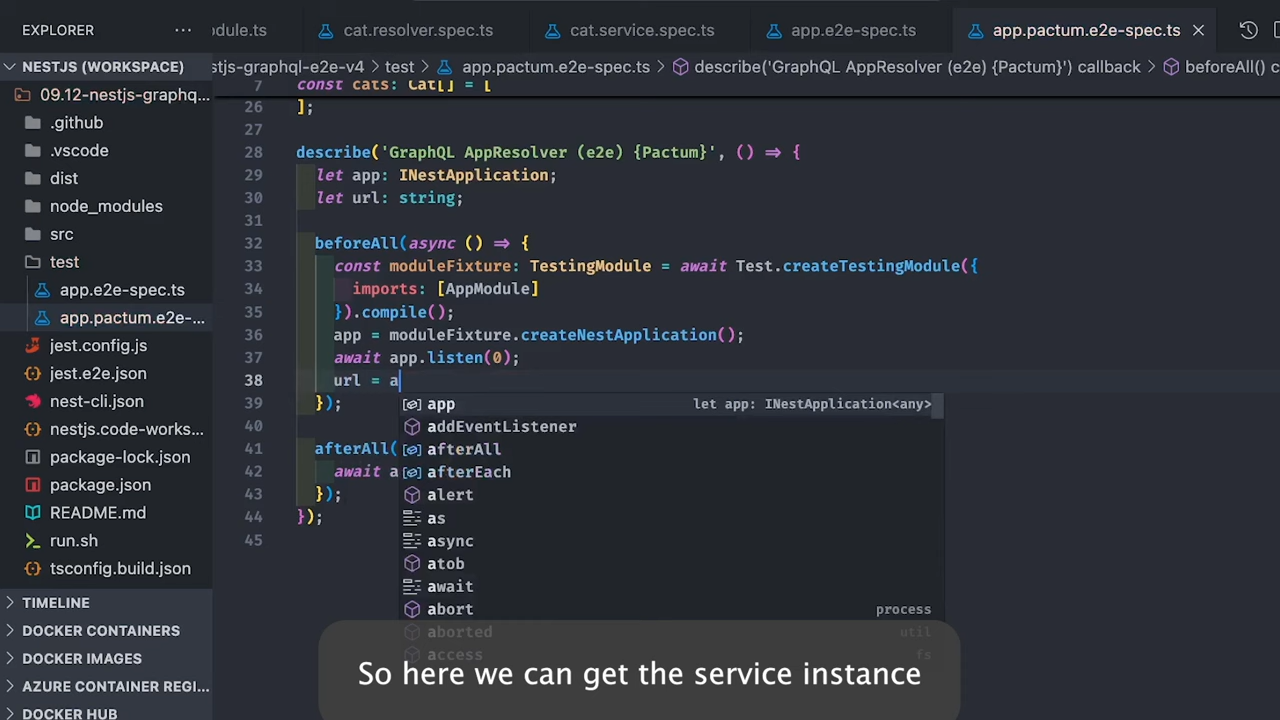 EXPLORER
dule.ts
cat.resolver.spec.ts
cat.service.spec.ts
app.e2e-spec.ts
app.pactum.e2e-spec.ts
NESTJS (WORKSPACE)
stjs-graphql-e2e-v4 > test > app.pactum.e2e-spec.ts > describe('GraphQL AppResolver (e2e) {Pactum}') callback > beforeAll() c
09.12-nestjs-graphq...
.github
.vscode
dist
node_modules
src
test
app.e2e-spec.ts
app.pactum.e2e-...
jest.config.js
jest.e2e.json
nest-cli.json
nestjs.code-works...
package-lock.json
package.json
README.md
run.sh
tsconfig.build.json
TIMELINE
DOCKER CONTAINERS
DOCKER IMAGES
AZURE CONTAINER REGI...
DOCKER HUB
7 const cats: Cat[] = [
26 ];
27
28 describe('GraphQL AppResolver (e2e) {Pactum}', () => {
29 let app: INestApplication;
30 let url: string;
31
32 beforeAll(async () => {
33 const moduleFixture: TestingModule = await Test.createTestingModule({
34 imports: [AppModule]
35 }).compile();
36 app = moduleFixture.createNestApplication();
37 await app.listen(0);
38 url = a
39 });
40
41 afterAll(
42 await a
43 });
44 });
45
app let app: INestApplication<any>
addEventListener
afterAll
afterEach
alert
as
async
atob
await
abort process
aborted util
access fs
So here we can get the service instance